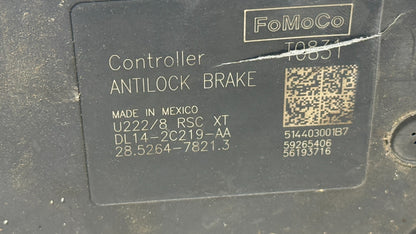 FoMoCo
Controller T0831
ANTILOCK BRAKE
MADE IN MEXICO
U222/8 RSC XT
DL14-2C219-AA
28.5264-7821.3
514403001B7
59265406
56193716